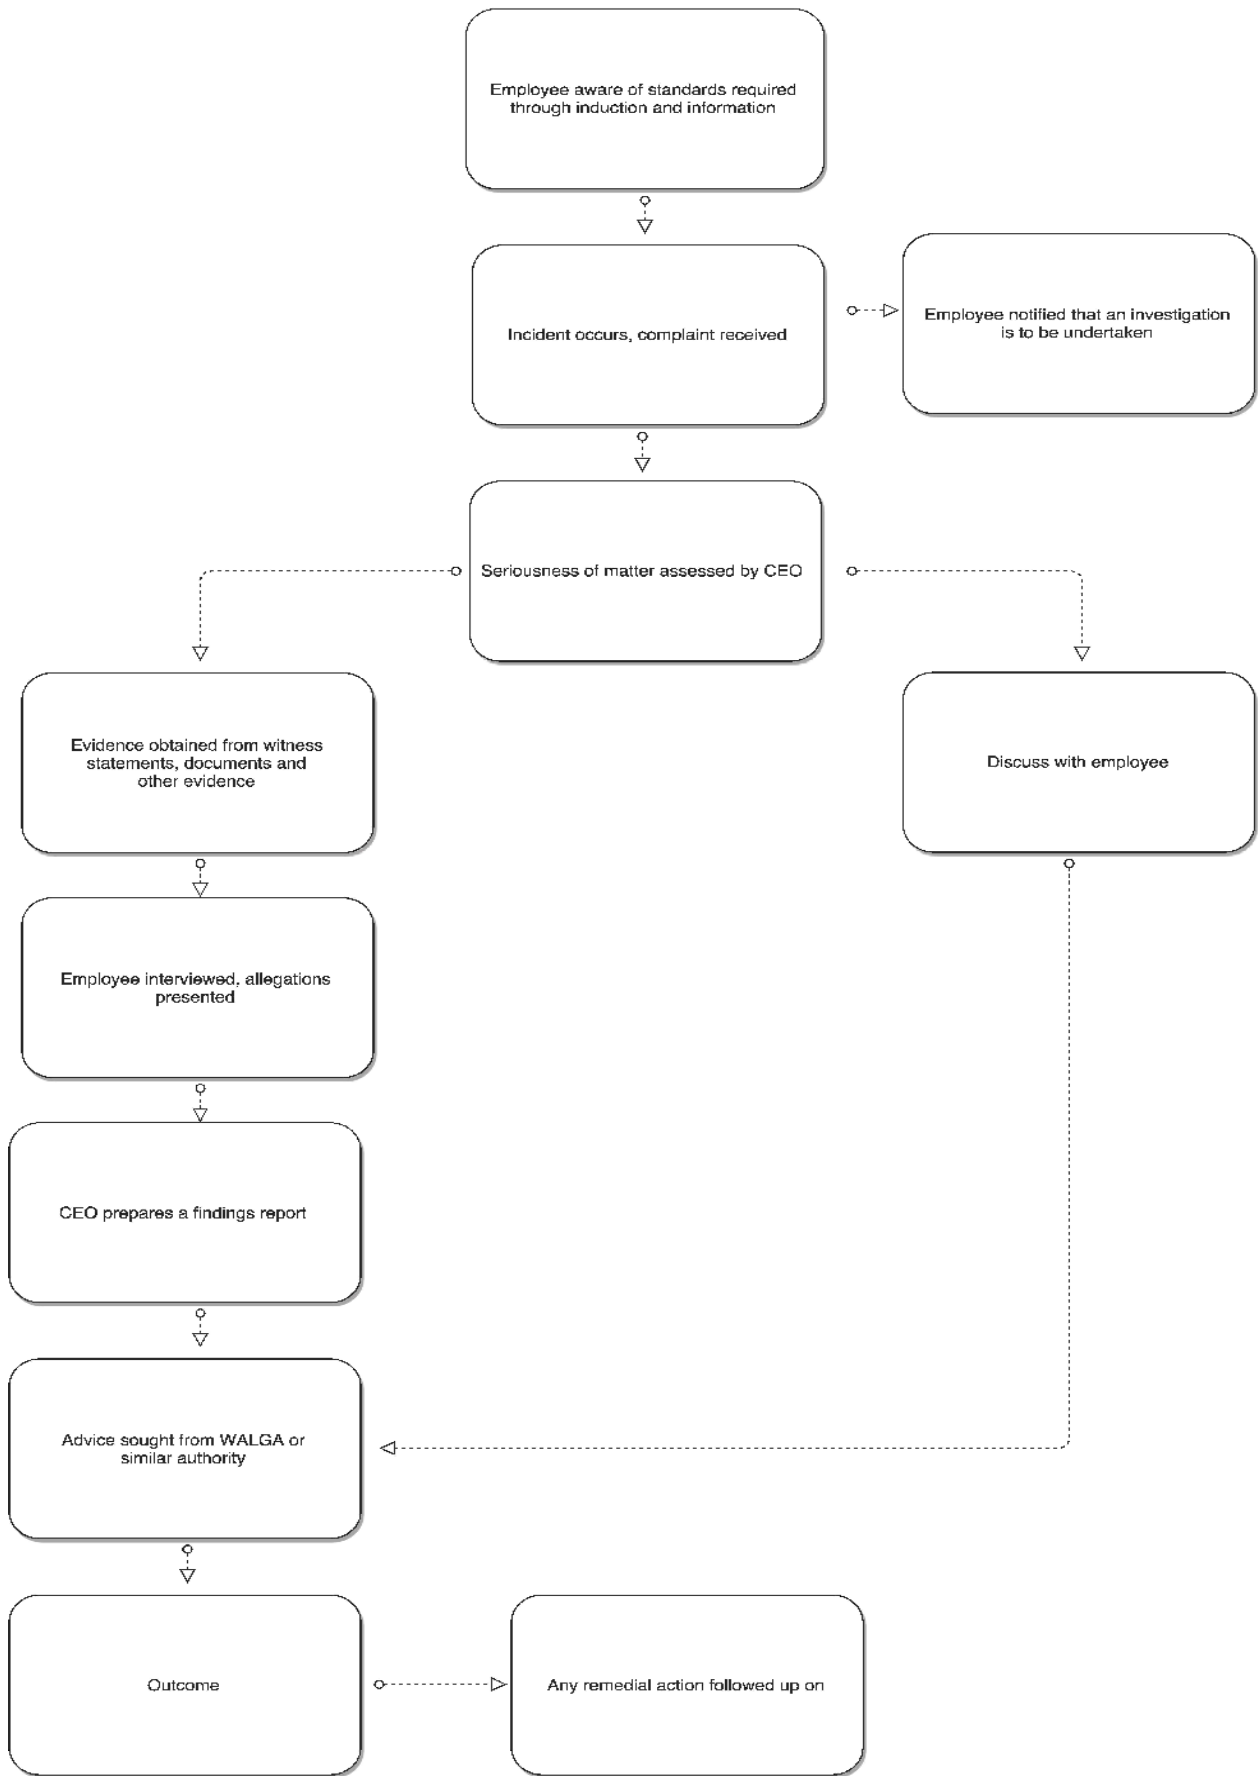 Employee aware of standards required
through induction and information
Incident occurs, complaint received
Employee notified that an investigation
is to be undertaken
Seriousness of matter assessed by CEO
Evidence obtained from witness
statements, documents and
other evidence
Discuss with employee
Employee interviewed, allegations
presented
CEO prepares a findings report
Advice sought from WALGA or
similar authority
Outcome
Any remedial action followed up on